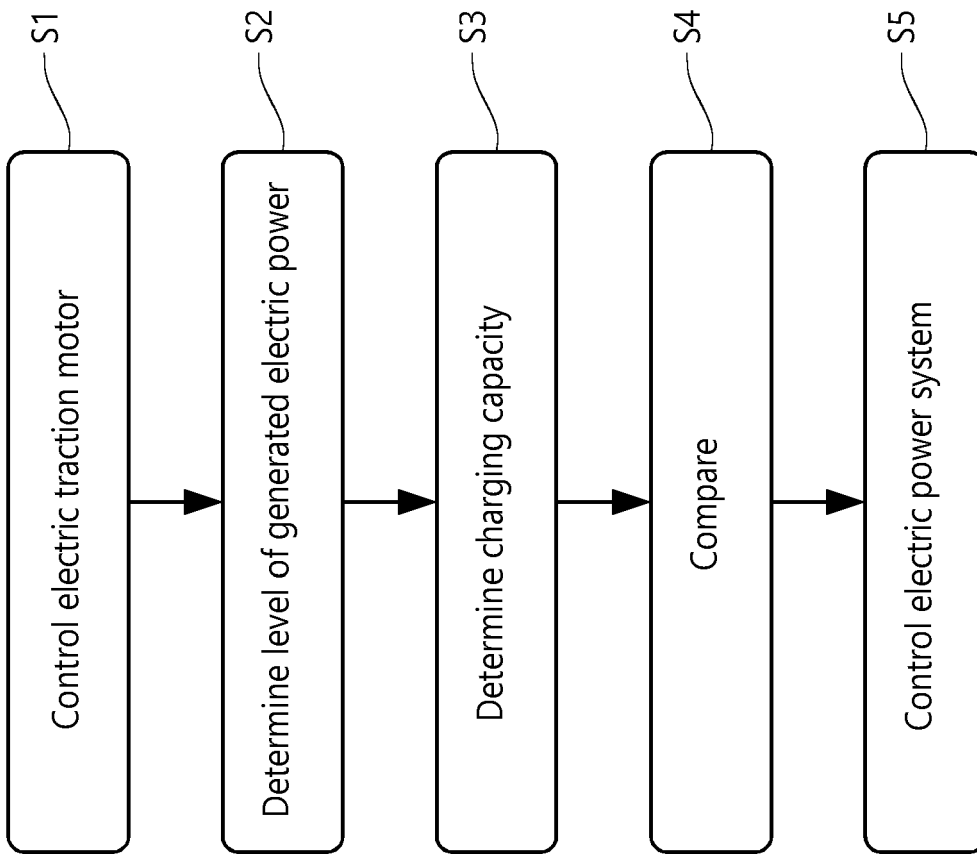 Control electric traction motor
S1
Determine level of generated electric power
S2
Determine charging capacity
S3
Compare
S4
Control electric power system
S5